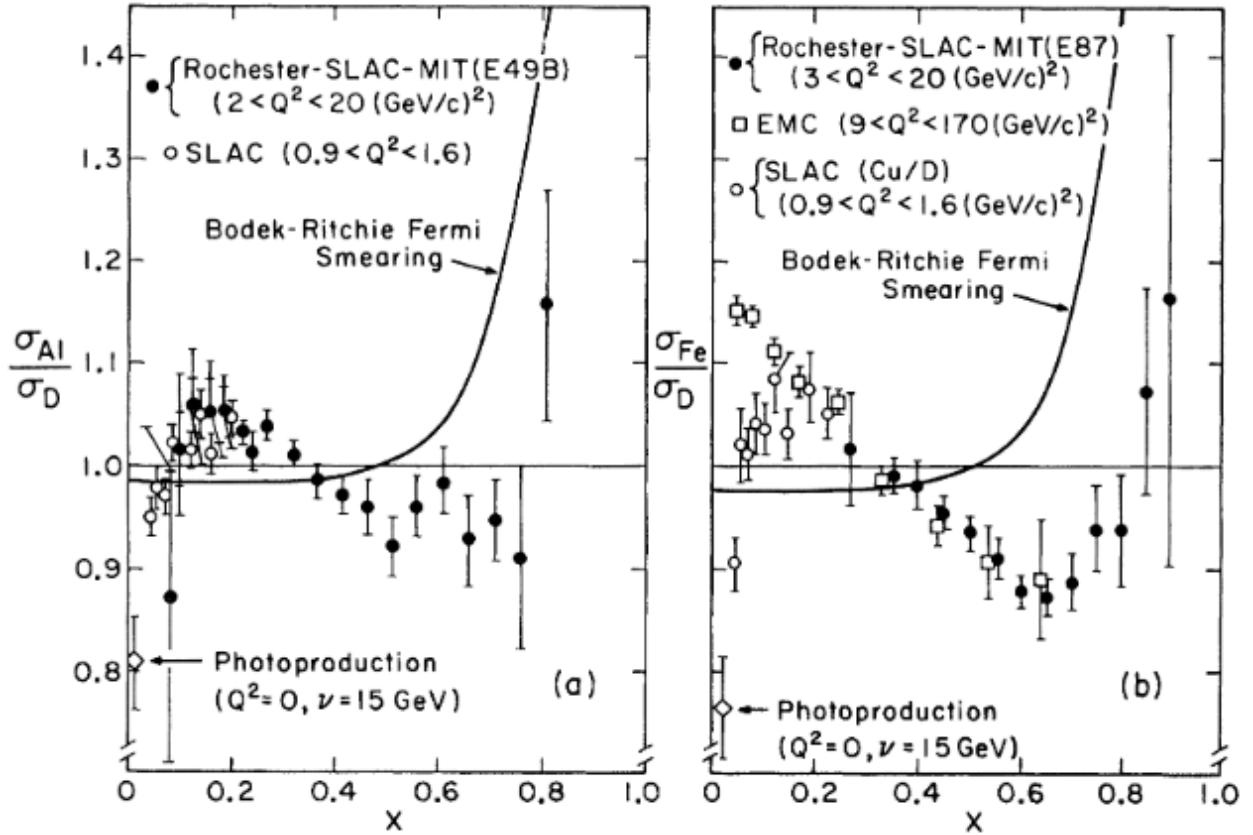 1.4
1.3
1.2
1.1
1.0
0.9
0.8
σAl
σD
● { Rochester-SLAC-MIT(E49B)
(2<Q²<20 (GeV/c)²)
○ SLAC (0.9<Q²<1.6)
Bodek-Ritchie Fermi
Smearing
Photoproduction
(Q²=0, ν=15 GeV)
(a)
0 0.2 0.4 0.6 0.8 1.0
X
σFe
σD
● { Rochester-SLAC-MIT(E87)
(3<Q²<20 (GeV/c)²)
□ EMC (9<Q²<170(GeV/c)²)
○ { SLAC (Cu/D)
(0.9<Q²<1.6(GeV/c)²)
Bodek-Ritchie Fermi
Smearing
(b)
Photoproduction
(Q²=0, ν=15 GeV)
0 0.2 0.4 0.6 0.8 1.0
X